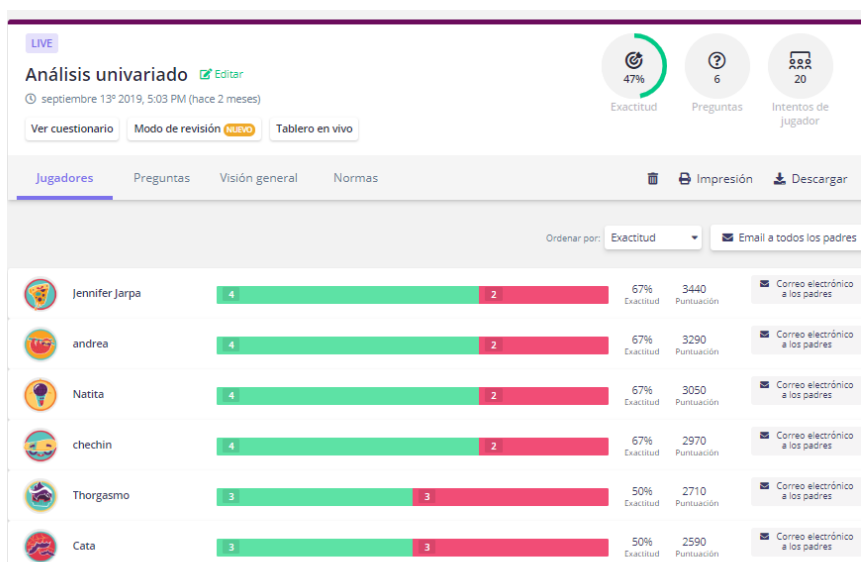 LIVE
Análisis univariado Editar
septiembre 13º 2019, 5:03 PM (hace 2 meses)
Ver cuestionario Modo de revisión NUEVO Tablero en vivo
47%
Exactitud
6
Preguntas
20
Intentos de
jugador
Jugadores Preguntas Visión general Normas Impresión Descargar
Ordenar por: Exactitud Email a todos los padres
Jennifer Jarpa 4 2 67% 3440 Correo electrónico
Exactitud Puntuación a los padres
andrea 4 2 67% 3290 Correo electrónico
Exactitud Puntuación a los padres
Natita 4 2 67% 3050 Correo electrónico
Exactitud Puntuación a los padres
chechin 4 2 67% 2970 Correo electrónico
Exactitud Puntuación a los padres
Thorgasmo 3 3 50% 2710 Correo electrónico
Exactitud Puntuación a los padres
Cata 3 3 50% 2590 Correo electrónico
Exactitud Puntuación a los padres